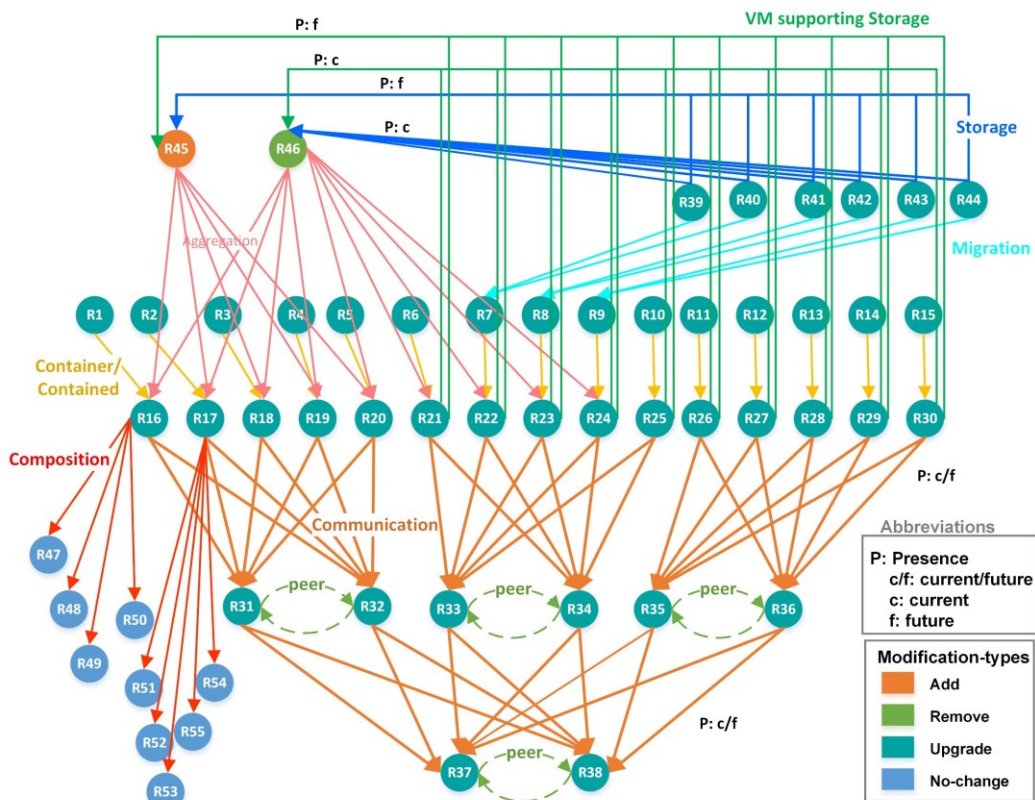 P: f
VM supporting Storage
P: c
P: f
P: c
Storage
R45
R46
R39
R40
R41
R42
R43
R44
Aggregation
Migration
R1
R2
R3
R4
R5
R6
R7
R8
R9
R10
R11
R12
R13
R14
R15
Container/
Contained
R16
R17
R18
R19
R20
R21
R22
R23
R24
R25
R26
R27
R28
R29
R30
Composition
P: c/f
Communication
R47
R48
R49
R50
R51
R52
R53
R54
R55
peer
peer
peer
R31
R32
R33
R34
R35
R36
P: c/f
peer
R37
R38
Abbreviations
P: Presence
c/f: current/future
c: current
f: future
Modification-types
Add
Remove
Upgrade
No-change